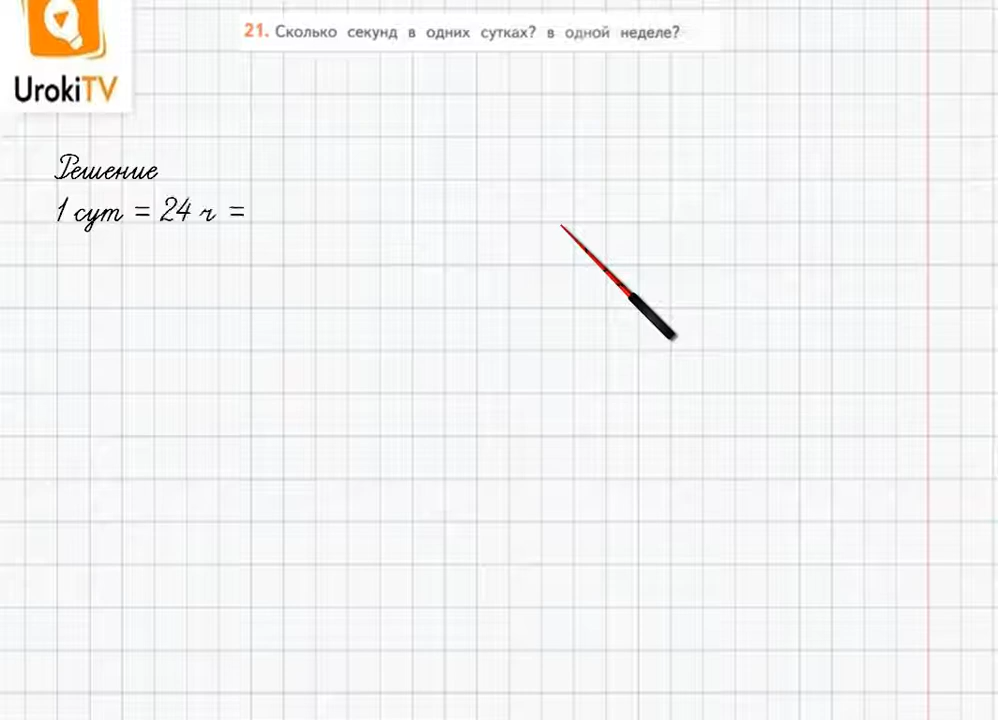 21. Сколько секунд в одних сутках? в одной неделе?
UrokiTV
Решение
1 сут = 24 ч =